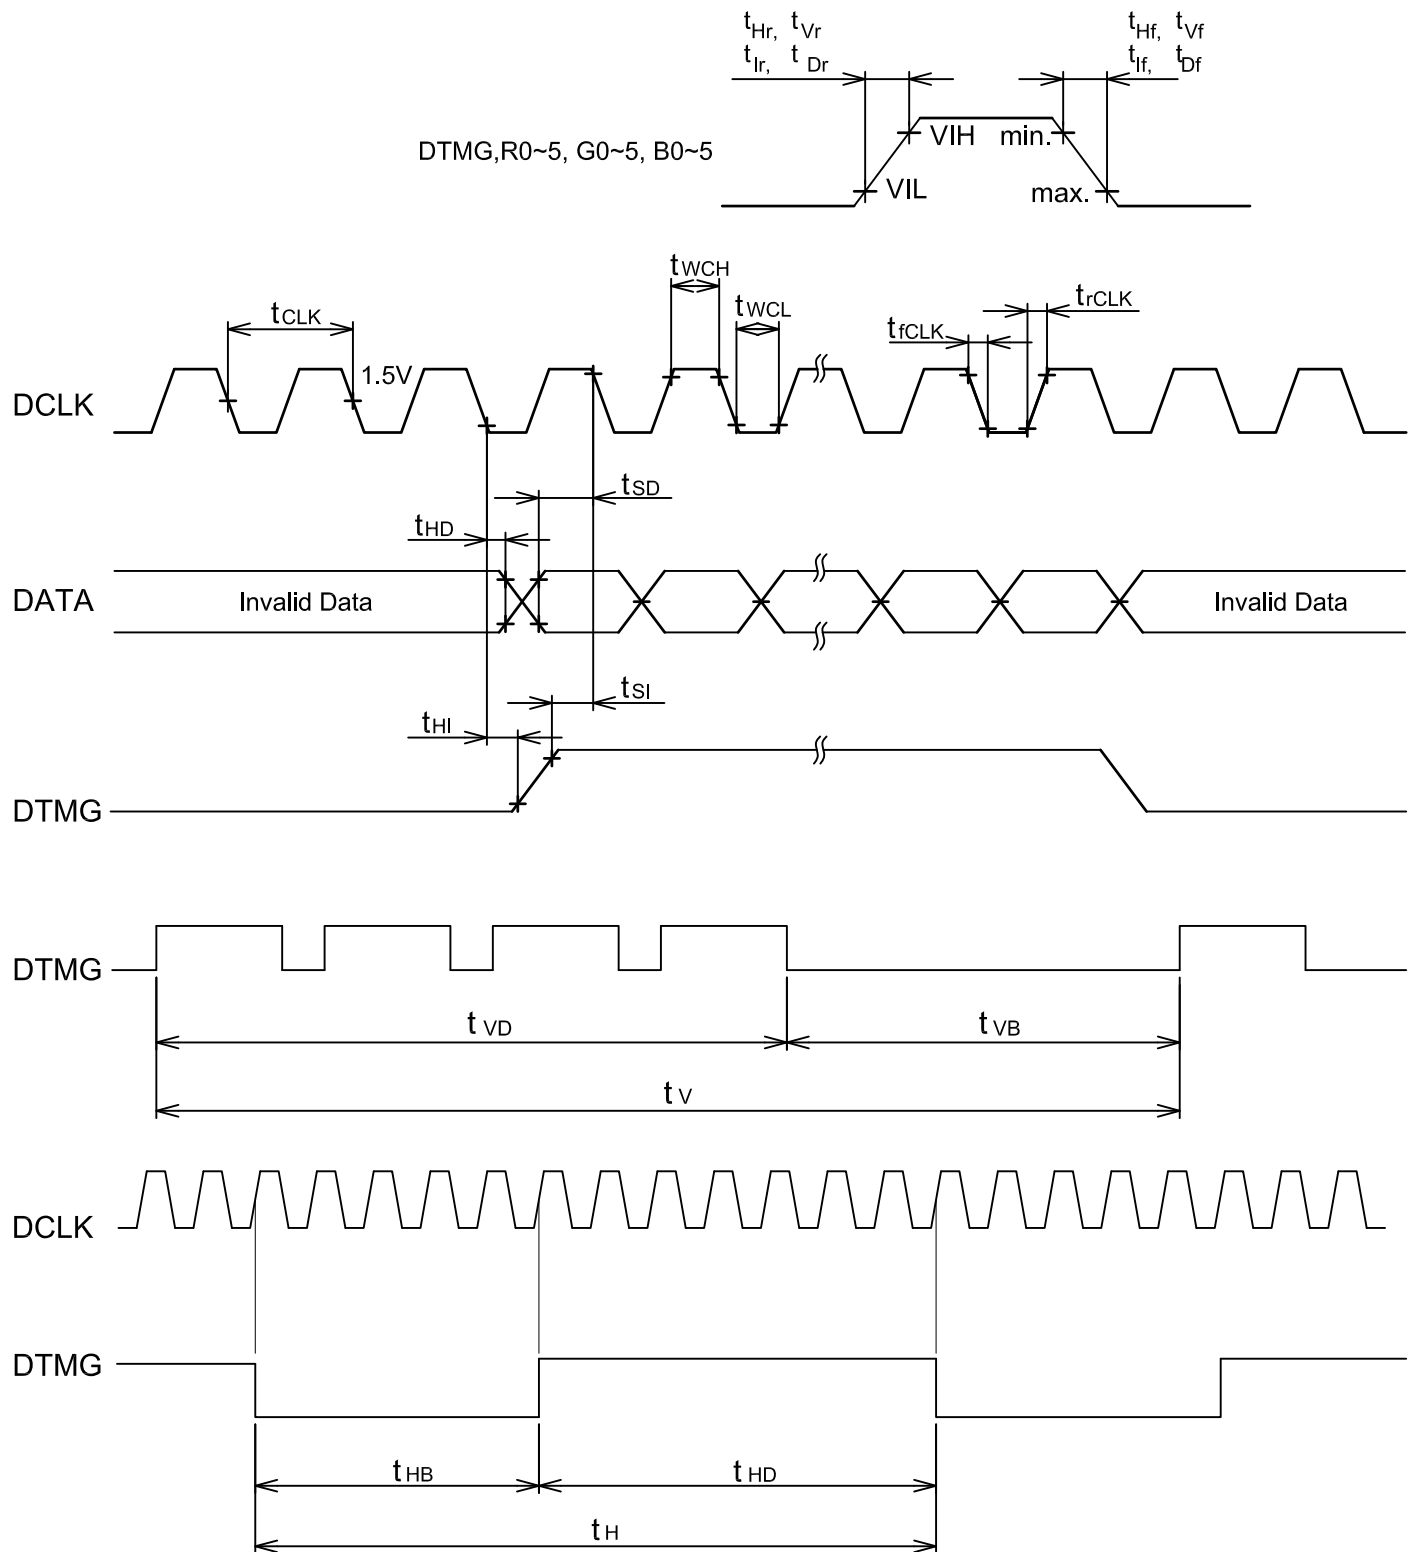 tHr, tVr
tIr, tDr
tHf, tVf
tIf, tDf
DTMG,R0~5, G0~5, B0~5
VIH min.
VIL max.
tWCH
tCLK
tWCL
tfCLK
trCLK
1.5V
DCLK
tSD
tHD
DATA
Invalid Data
Invalid Data
tSI
tHI
DTMG
DTMG
tVD
tVB
tV
DCLK
DTMG
tHB
tHD
tH